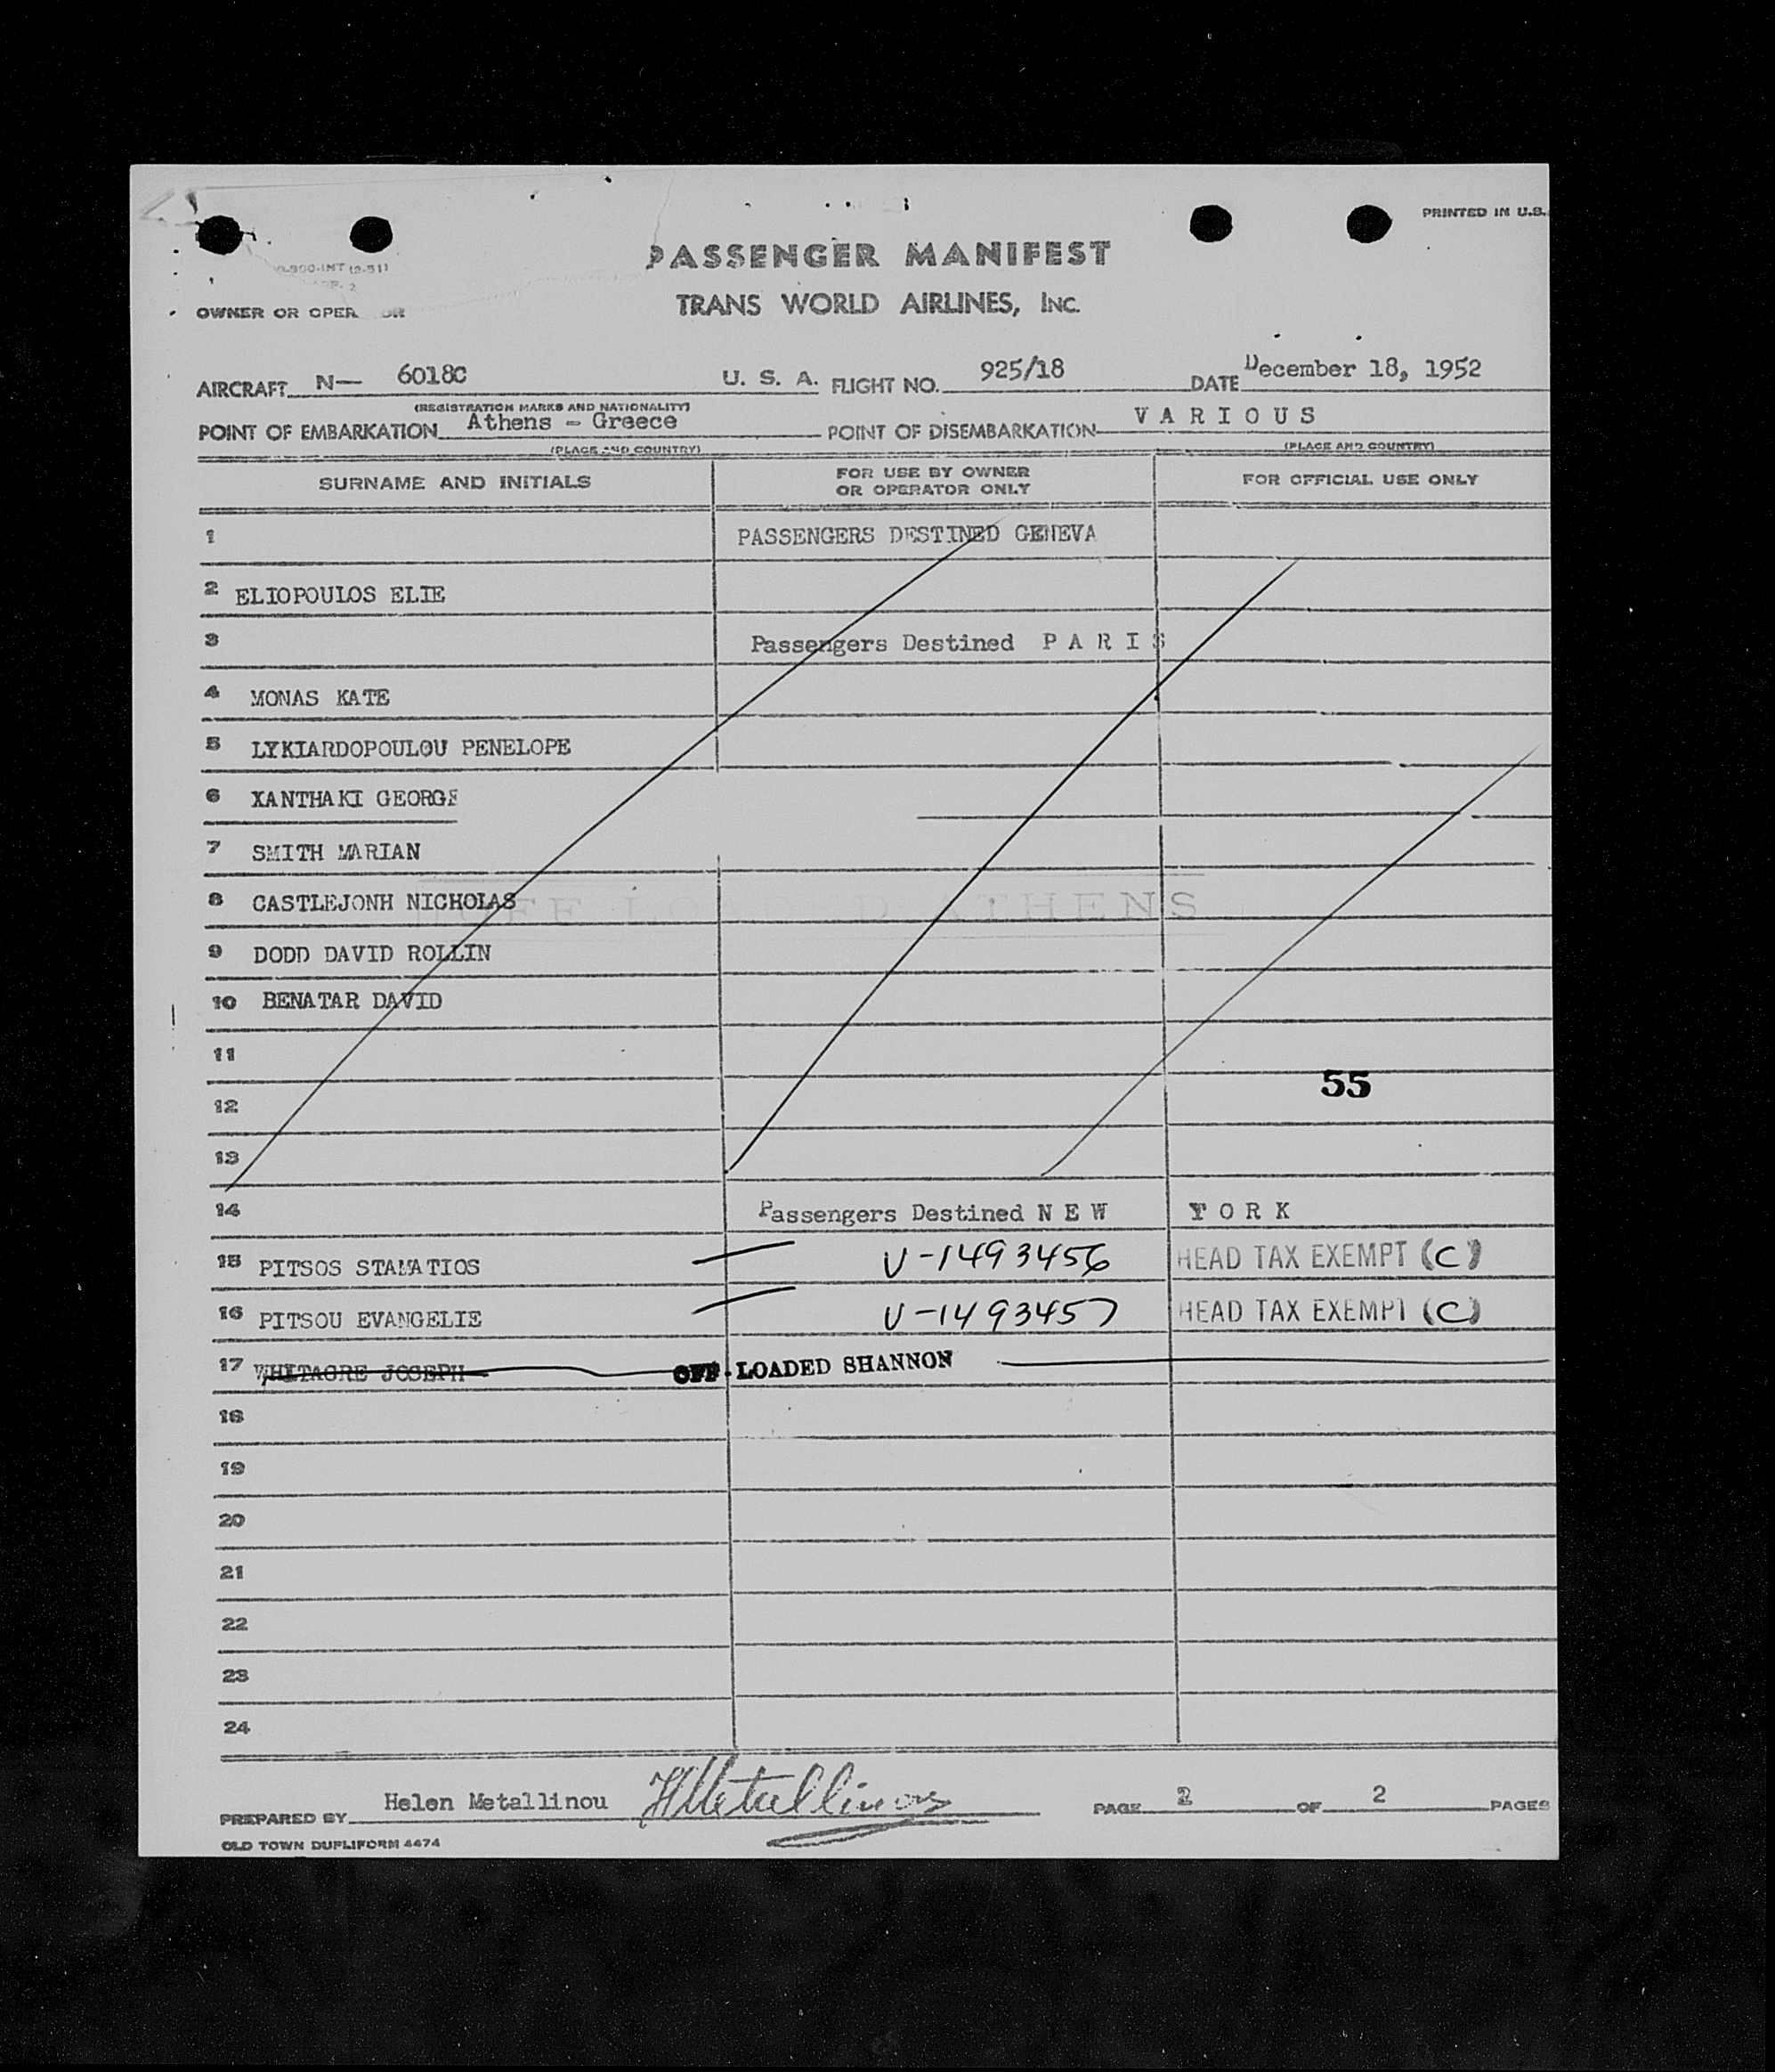 PRINTED IN U.S.
-INT (2-51)
PASSENGER MANIFEST
TRANS WORLD AIRLINES, INC.
OWNER OR OPER OR
AIRCRAFT N— 6018C U. S. A. FLIGHT NO. 925/18 DATE December 18, 1952
(REGISTRATION MARKS AND NATIONALITY)
POINT OF EMBARKATION Athens - Greece POINT OF DISEMBARKATION V A R I O U S
(PLACE AND COUNTRY) (PLACE AND COUNTRY)
SURNAME AND INITIALS FOR USE BY OWNER OR OPERATOR ONLY FOR OFFICIAL USE ONLY
1 PASSENGERS DESTINED GENEVA
2 ELIOPOULOS ELIE
3 Passengers Destined P A R I S
4 MONAS KATE
5 LYKIARDOPOULOU PENELOPE
6 XANTHAKI GEORGE
7 SMITH MARIAN
8 CASTLEJONH NICHOLAS OFF LOADED ATHENS
9 DODD DAVID ROLLIN
10 BENATAR DAVID
11
55
12
13
14 Passengers Destined N E W Y O R K
15 PITSOS STAMATIOS V-1493456 HEAD TAX EXEMPT (C)
16 PITSOU EVANGELIE V-1493457 HEAD TAX EXEMPT (C)
17 WHITACRE JOSEPH OFF-LOADED SHANNON
18
19
20
21
22
23
24
PREPARED BY Helen Metallinou HMetallinou PAGE 2 OF 2 PAGES
OLD TOWN DUPLIFORM 4474